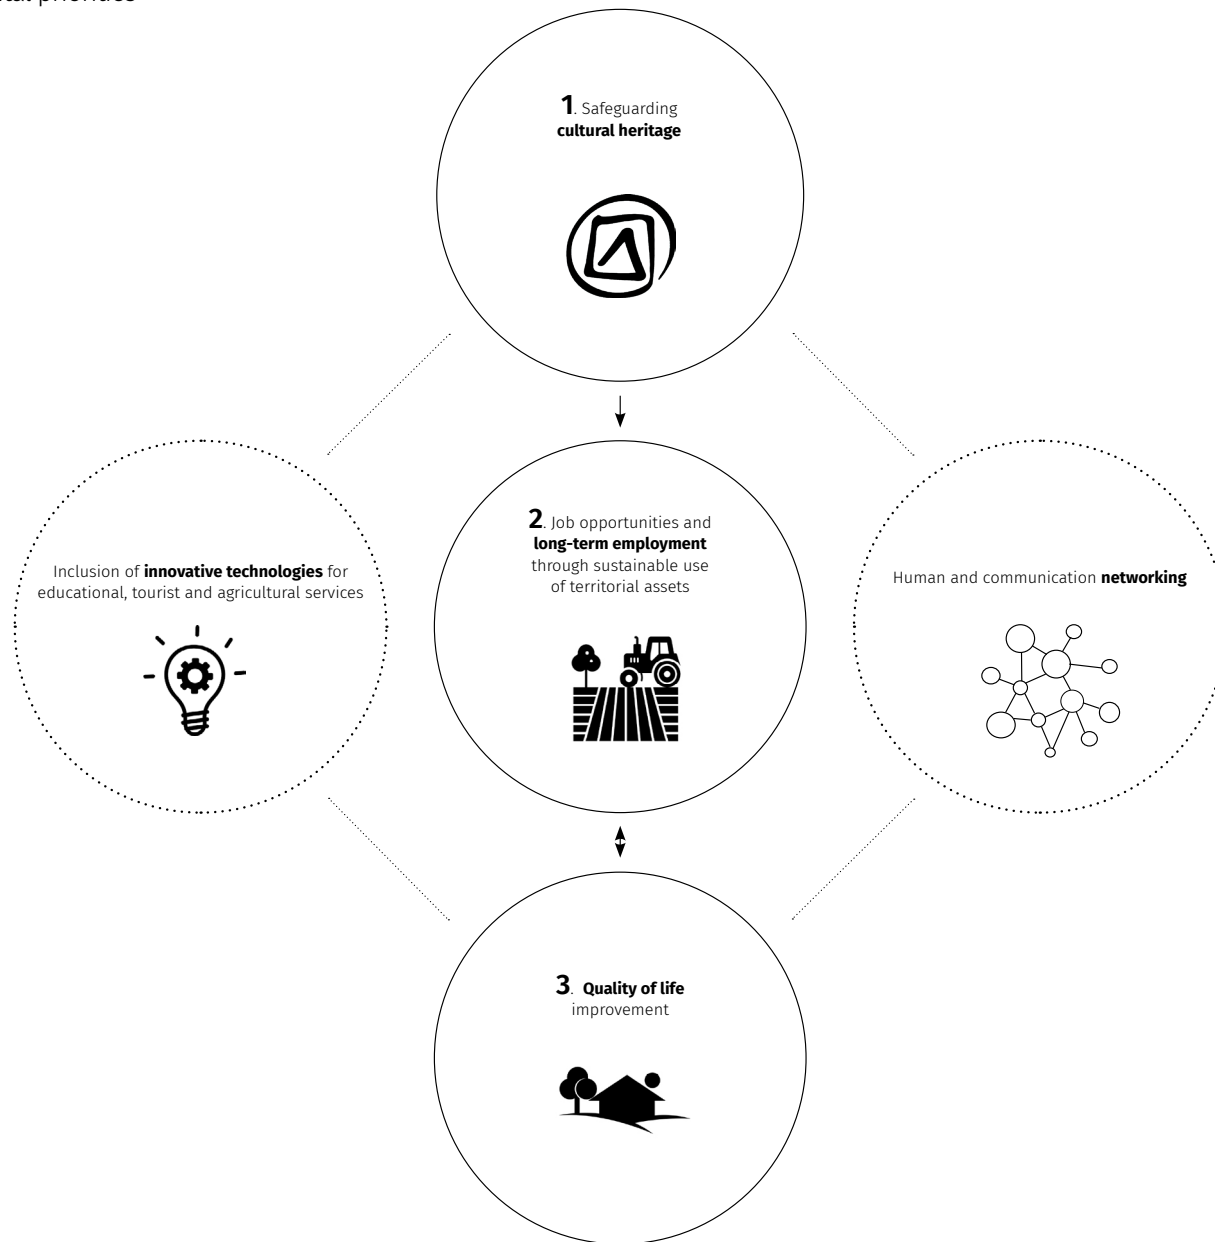 priorities
1. Safeguarding
cultural heritage
2. Job opportunities and
long-term employment
through sustainable use
of territorial assets
Inclusion of innovative technologies for
educational, tourist and agricultural services
Human and communication networking
3. Quality of life
improvement